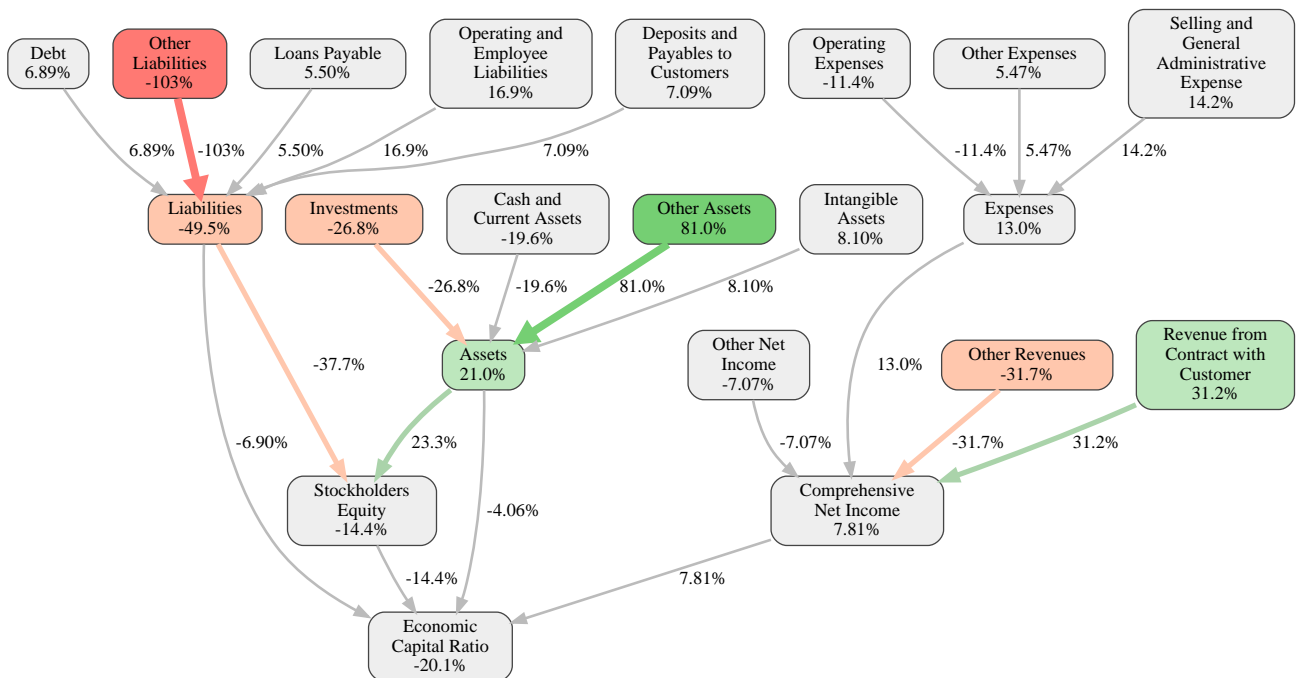 Debt
6.89%
Other
Liabilities
-103%
Loans Payable
5.50%
Operating and
Employee
Liabilities
16.9%
Deposits and
Payables to
Customers
7.09%
Operating
Expenses
-11.4%
Other Expenses
5.47%
Selling and
General
Administrative
Expense
14.2%
6.89%
-103%
5.50%
16.9%
7.09%
-11.4%
5.47%
14.2%
Liabilities
-49.5%
Investments
-26.8%
Cash and
Current Assets
-19.6%
Other Assets
81.0%
Intangible
Assets
8.10%
Expenses
13.0%
-26.8%
-19.6%
81.0%
8.10%
-37.7%
Assets
21.0%
Other Net
Income
-7.07%
13.0%
Other Revenues
-31.7%
Revenue from
Contract with
Customer
31.2%
-6.90%
23.3%
-7.07%
-31.7%
31.2%
Stockholders
Equity
-14.4%
-4.06%
Comprehensive
Net Income
7.81%
-14.4%
7.81%
Economic
Capital Ratio
-20.1%